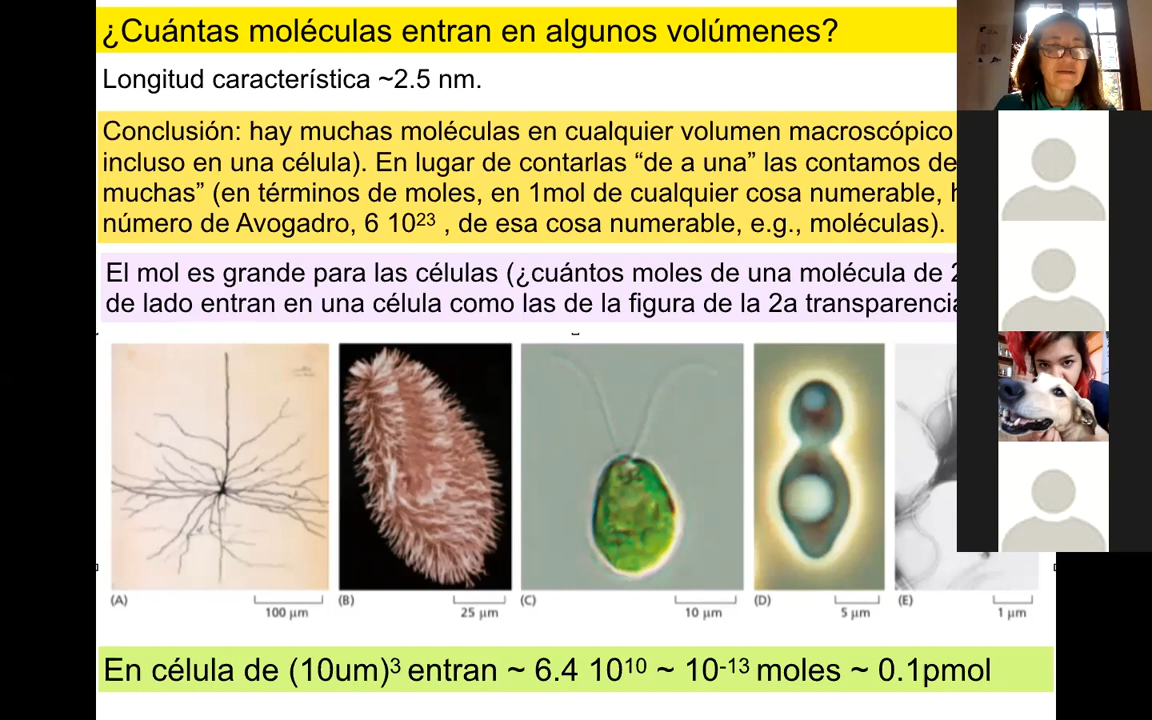 ¿Cuántas moléculas entran en algunos volúmenes?
Longitud característica ~2.5 nm.
Conclusión: hay muchas moléculas en cualquier volumen macroscópico
incluso en una célula). En lugar de contarlas “de a una” las contamos de
muchas” (en términos de moles, en 1mol de cualquier cosa numerable,
número de Avogadro, 6 10²³ , de esa cosa numerable, e.g., moléculas).
El mol es grande para las células (¿cuántos moles de una molécula de
de lado entran en una célula como las de la figura de la 2a
(A) 100 µm (B) 25 µm (C) 10 µm (D) 5 µm (E) 1 µm
En célula de (10um)³ entran ~ 6.4 10¹⁰ ~ 10⁻¹³ moles ~ 0.1pmol